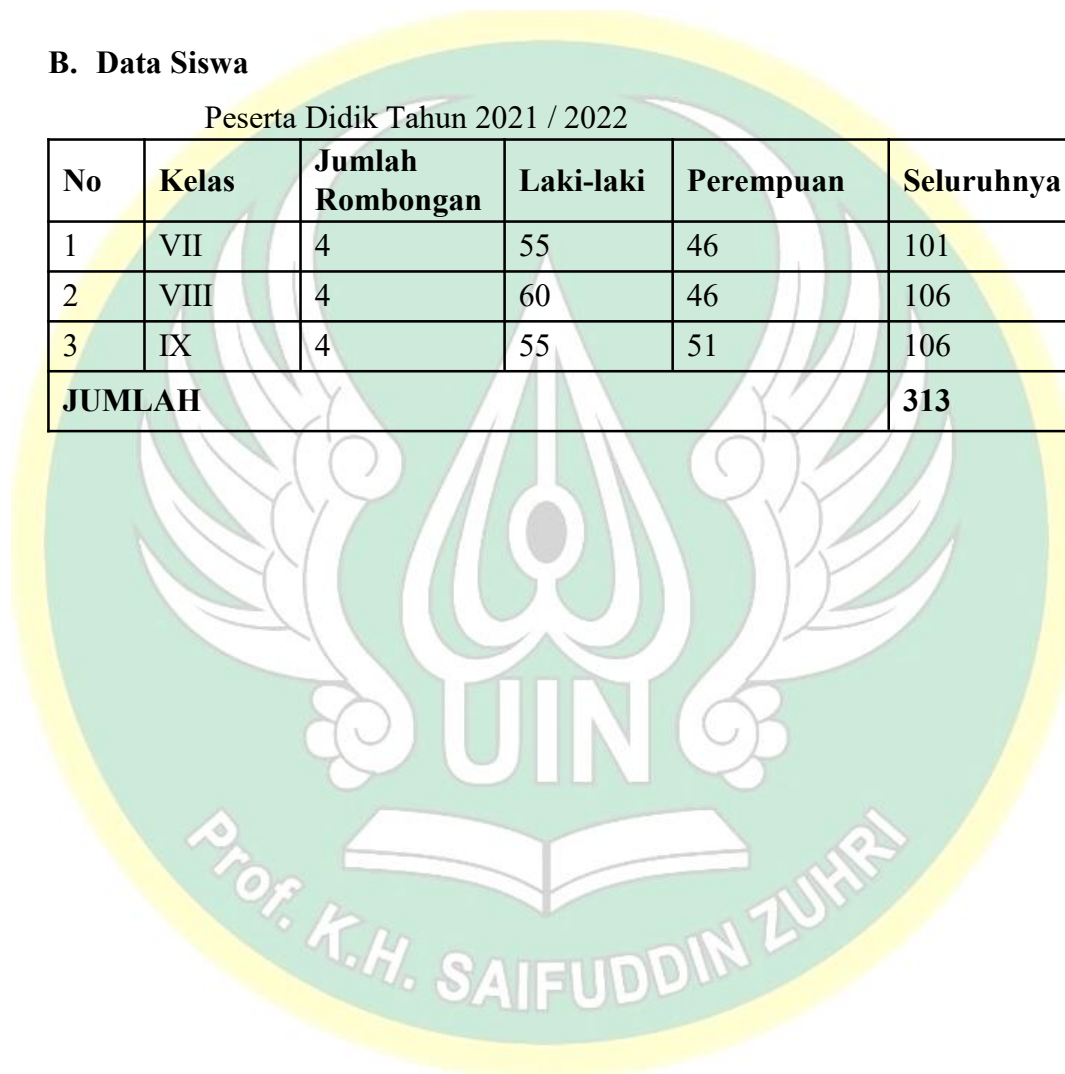 B. Data Siswa
Peserta Didik Tahun 2021 / 2022
No Kelas Jumlah Rombongan Laki-laki Perempuan Seluruhnya
1 VII 4 55 46 101
2 VIII 4 60 46 106
3 IX 4 55 51 106
JUMLAH 313
UIN
Prof. K.H. SAIFUDDIN ZUHRI